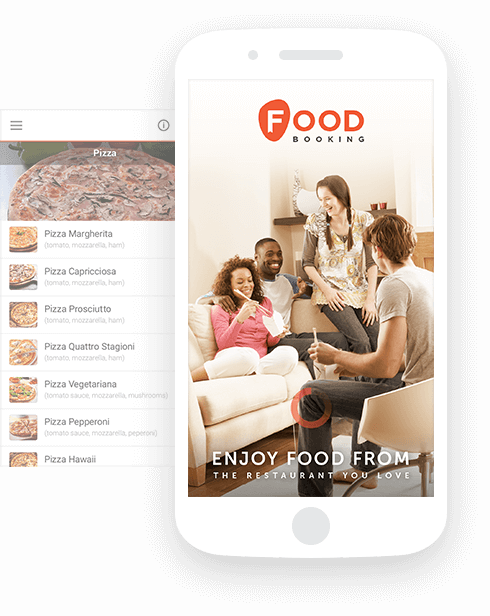 Pizza
Pizza Margherita
(tomato, mozzarella, ham)
Pizza Capricciosa
(tomato, mozzarella, ham)
Pizza Prosciutto
(tomato, mozzarella, ham)
Pizza Quattro Stagioni
(tomato, mozzarella, ham)
Pizza Vegetariana
(tomato sauce, mozzarella, mushrooms)
Pizza Pepperoni
(tomato sauce, mozzarella, peperoni)
Pizza Hawaii
FOOD
BOOKING
ENJOY FOOD FROM
THE RESTAURANT YOU LOVE